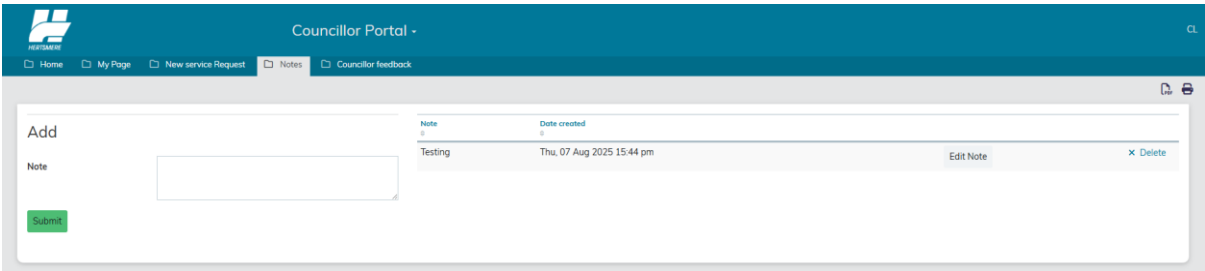 HERTSMERE
Councillor Portal
CL
Home My Page New service Request Notes Councillor feedback
PDF
Add
Note
Submit
Note Date created
Testing Thu, 07 Aug 2025 15:44 pm Edit Note × Delete